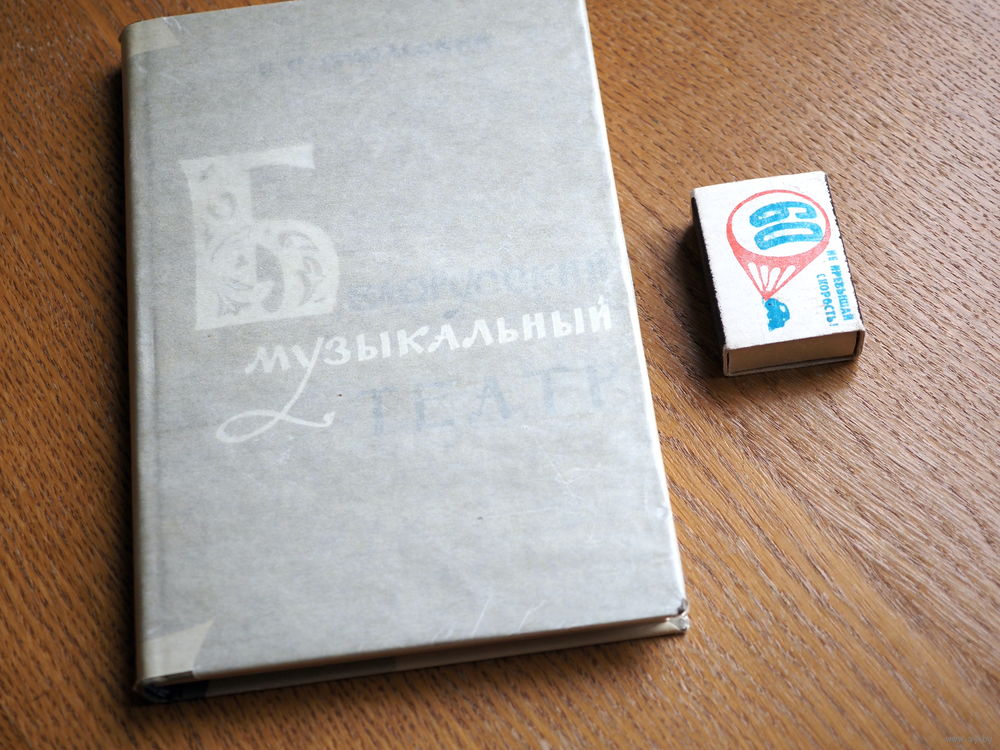 Белорусский
музыкальный
ТЕАТР
60
НЕ ПРЕВЫШАЙ
СКОРОСТЬ!